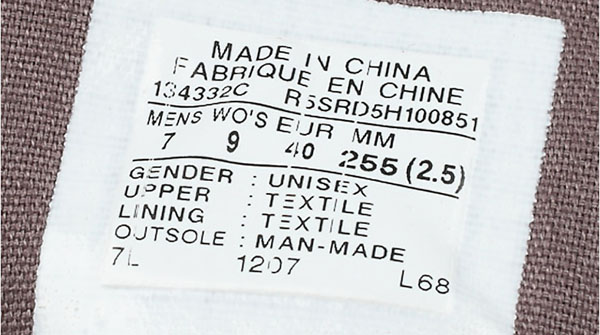 MADE IN CHINA
FABRIQUE EN CHINE
134332C R5SRD5H100851
MENS WO'S EUR MM
7 9 40 255 (2.5)
GENDER : UNISEX
UPPER : TEXTILE
LINING : TEXTILE
OUTSOLE : MAN-MADE
7L 1207 L68